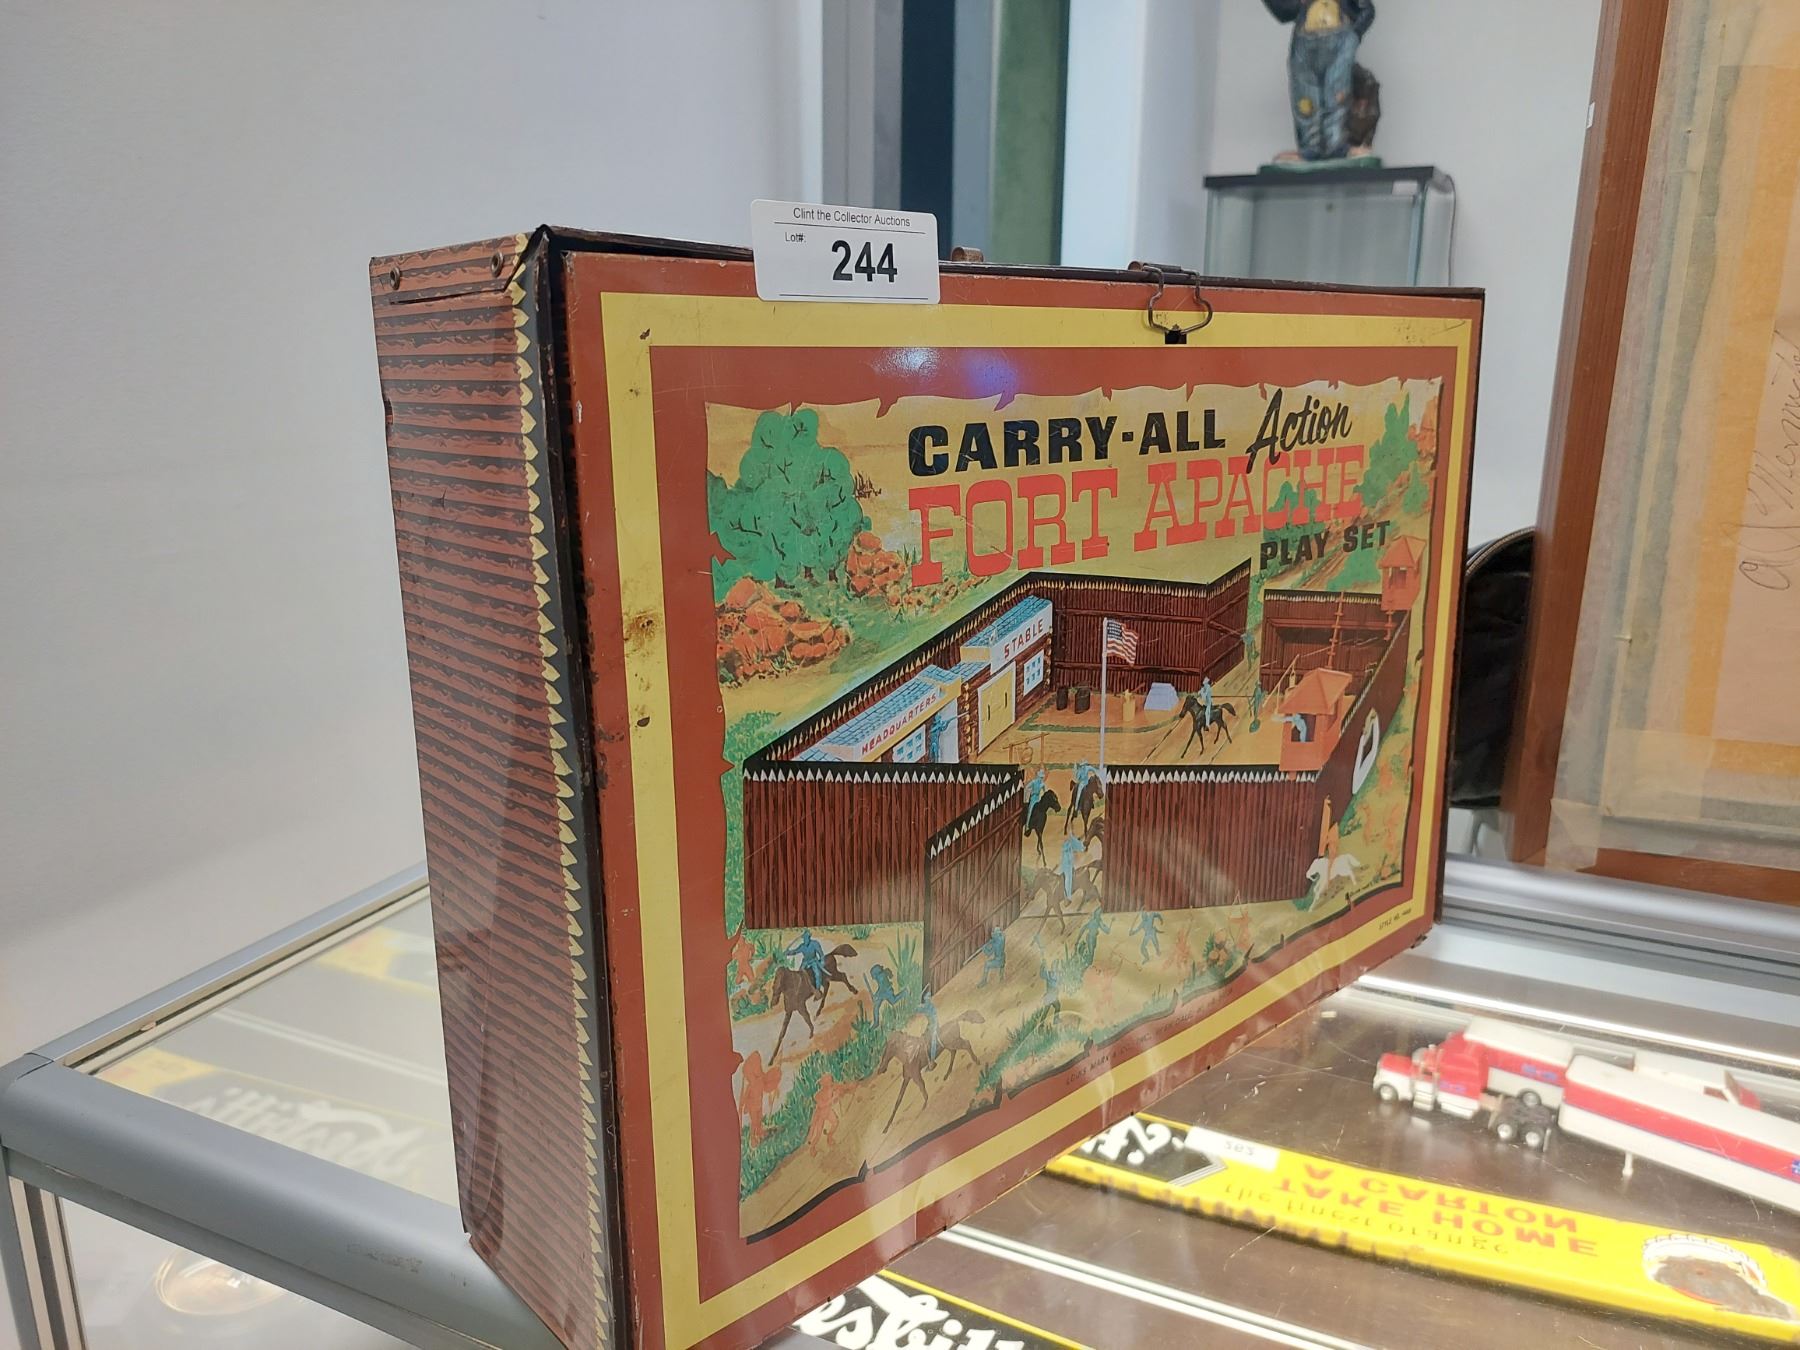 Clint the Collector Auctions
Lot#:
244
CARRY-ALL Action
FORT APACHE
PLAY SET
STABLE
HEADQUARTERS
A CARTON
TAKE HOME